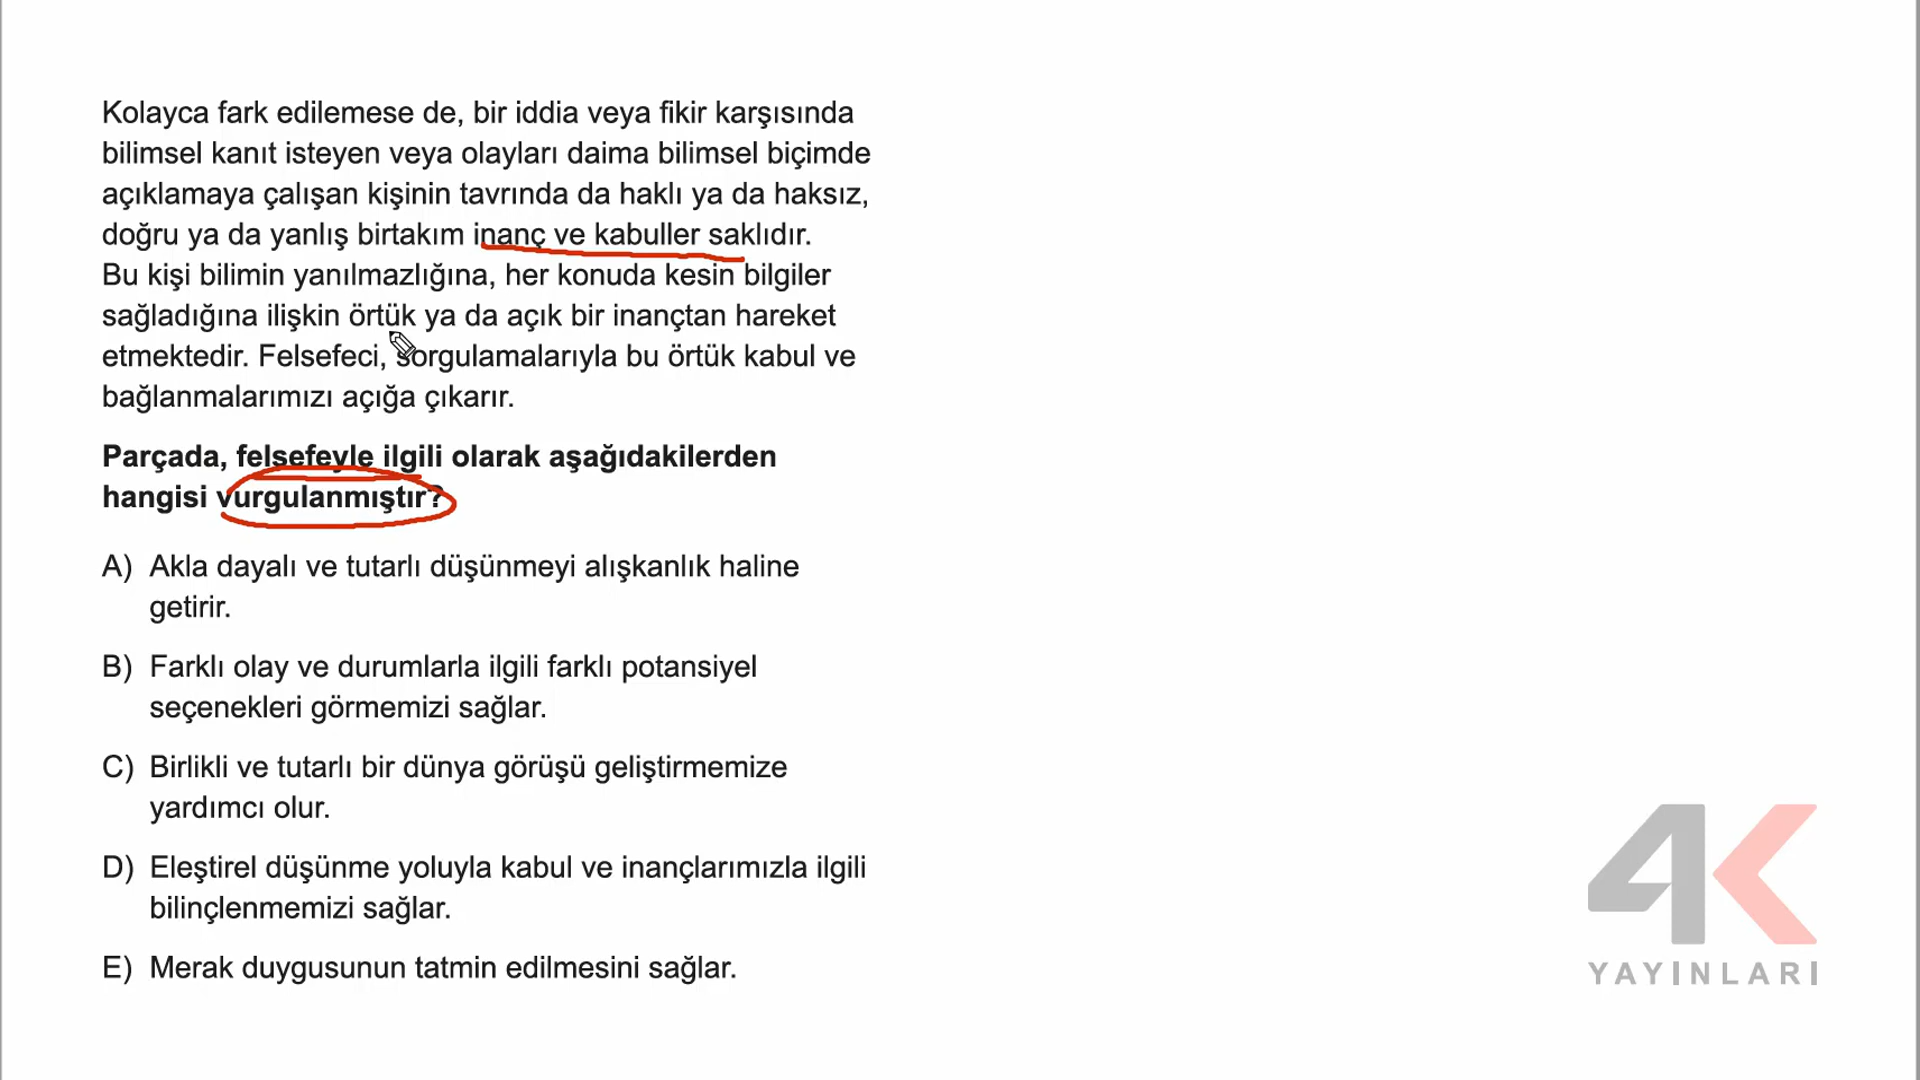 Kolayca fark edilemese de, bir iddia veya fikir karşısında
bilimsel kanıt isteyen veya olayları daima bilimsel biçimde
açıklamaya çalışan kişinin tavrında da haklı ya da haksız,
doğru ya da yanlış birtakım inanç ve kabuller saklıdır.
Bu kişi bilimin yanılmazlığına, her konuda kesin bilgiler
sağladığına ilişkin örtük ya da açık bir inançtan hareket
etmektedir. Felsefeci, sorgulamalarıyla bu örtük kabul ve
bağlanmalarımızı açığa çıkarır.
Parçada, felsefeyle ilgili olarak aşağıdakilerden
hangisi vurgulanmıştır?
A) Akla dayalı ve tutarlı düşünmeyi alışkanlık haline
getirir.
B) Farklı olay ve durumlarla ilgili farklı potansiyel
seçenekleri görmemizi sağlar.
C) Birlikli ve tutarlı bir dünya görüşü geliştirmemize
yardımcı olur.
D) Eleştirel düşünme yoluyla kabul ve inançlarımızla ilgili
bilinçlenmemizi sağlar.
E) Merak duygusunun tatmin edilmesini sağlar.
4K
YAYINLARI